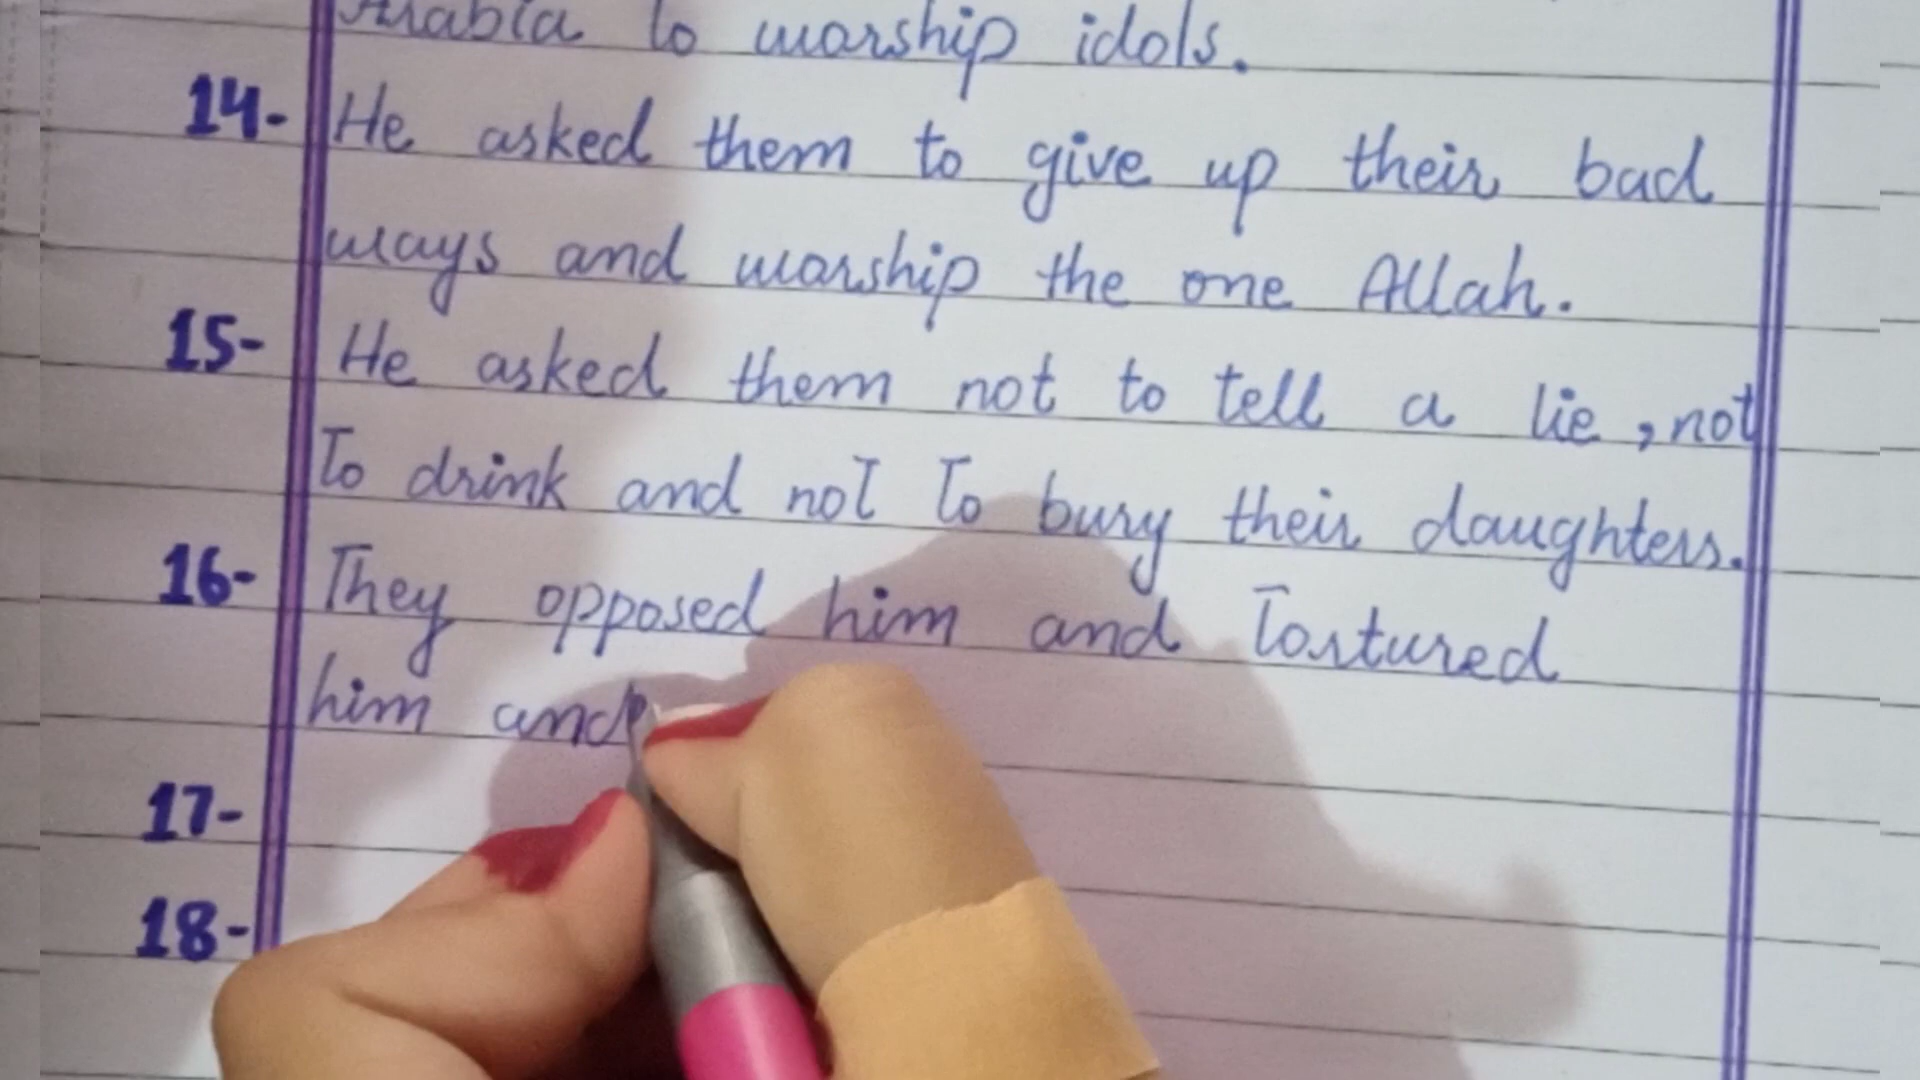 Arabia to worship idols.
14- He asked them to give up their bad
ways and worship the one Allah.
15- He asked them not to tell a lie, not
To drink and not To bury their daughters.
16- They opposed him and Tortured
him and
17-
18-